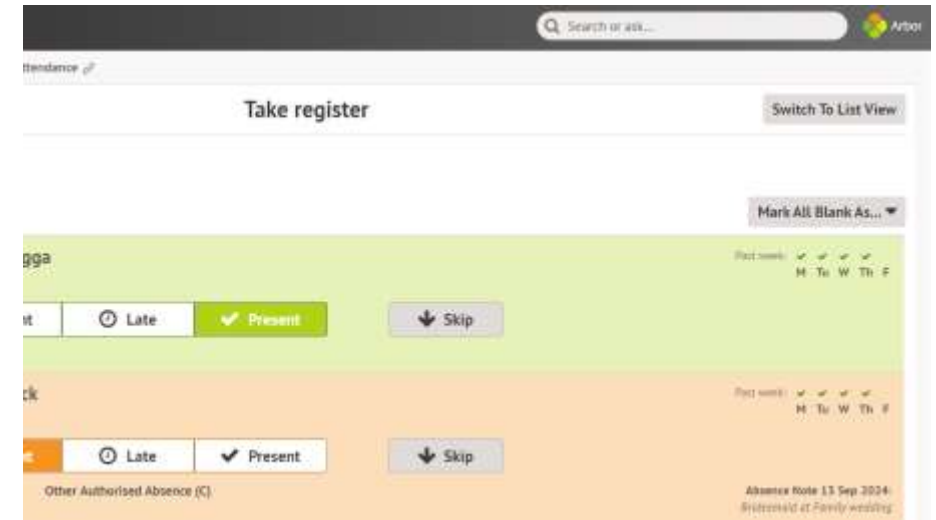 Search or ask...
Arbor
ttendance
Take register
Switch To List View
Mark All Blank As...
gga
Past week:
M Tu W Th F
nt
Late
Present
Skip
ck
Past week:
M Tu W Th F
nt
Late
Present
Skip
Other Authorised Absence (C)
Absence Note 13 Sep 2024:
Bridesmaid at Family wedding